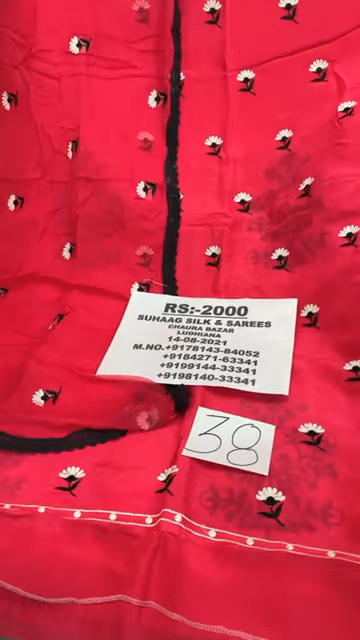 RS:-2000
SUHAAG SILK & SAREES
CHAURA BAZAR
LUDHIANA
14-08-2021
M.NO.+9178143-84052
+9184271-63341
+9199144-33341
+9198140-33341
38